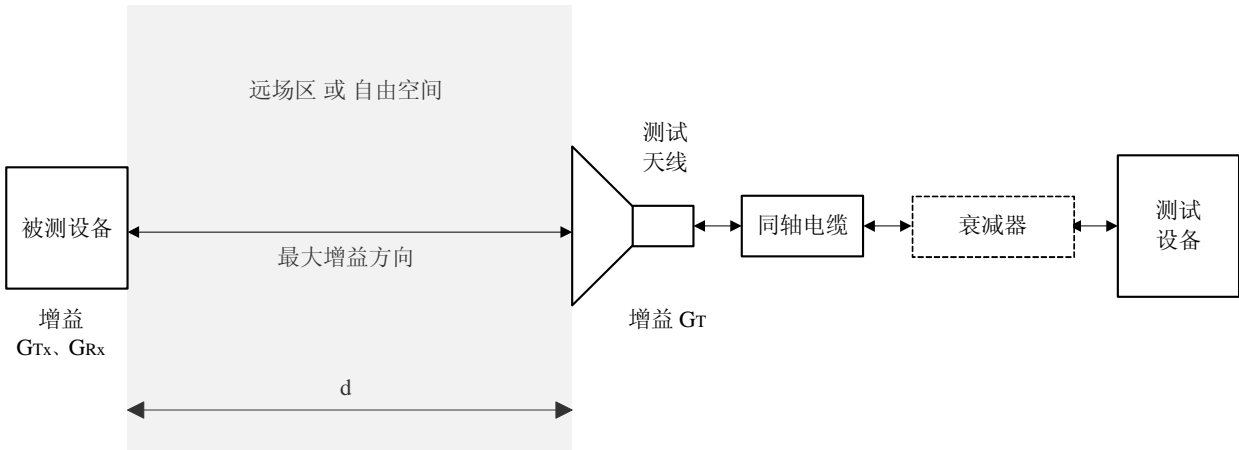 远场区 或 自由空间
测试
天线
被测设备
最大增益方向
同轴电缆
衰减器
测试
设备
增益
GTx、GRx
增益 GT
d